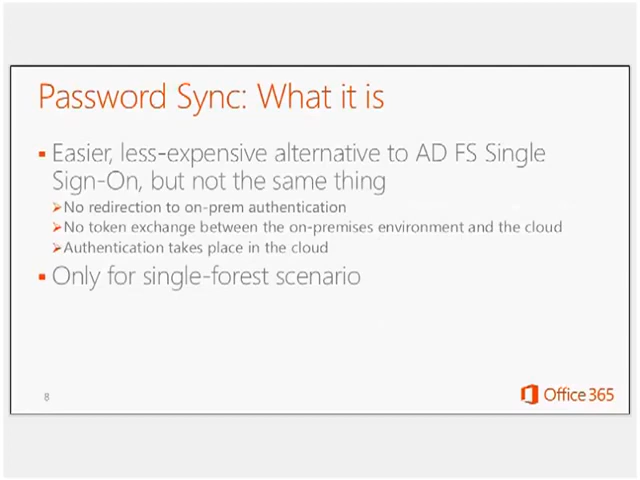 Password Sync: What it is
▪ Easier, less-expensive alternative to AD FS Single
Sign-On, but not the same thing
➢No redirection to on-prem authentication
➢No token exchange between the on-premises environment and the cloud
➢Authentication takes place in the cloud
▪ Only for single-forest scenario
8
Office 365